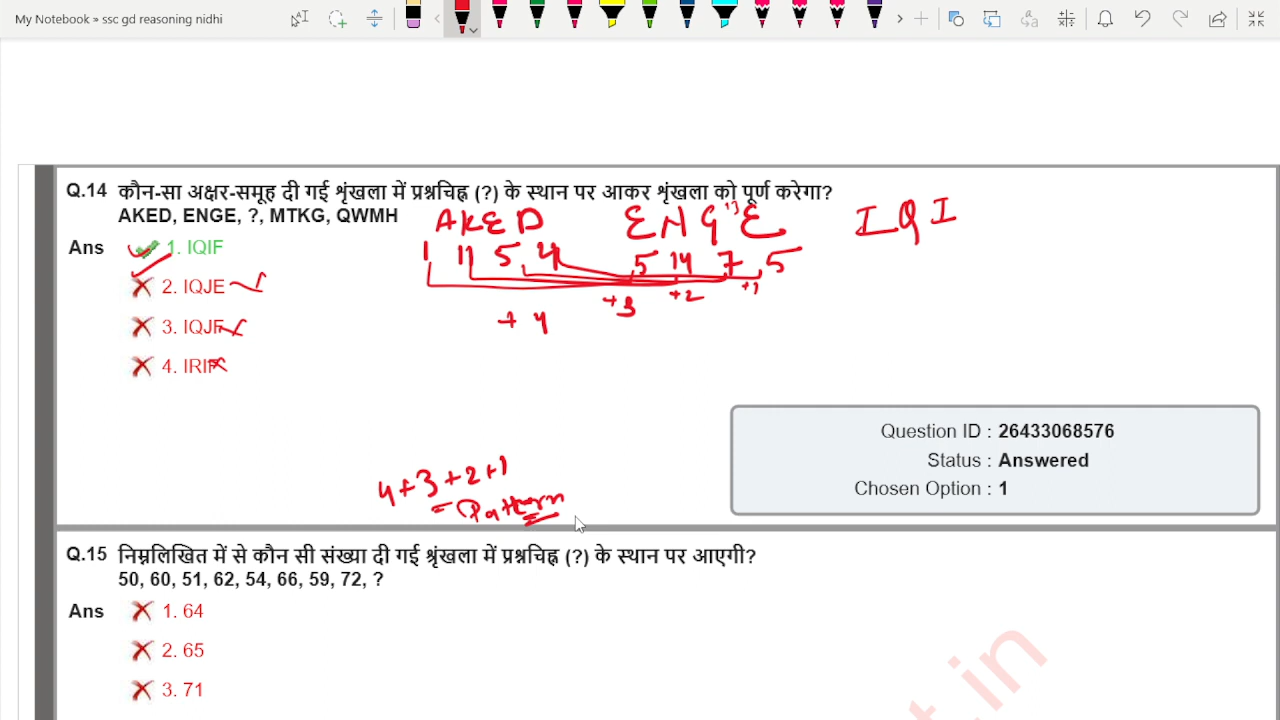 My Notebook » ssc gd reasoning nidhi
Q.14 कौन-सा अक्षर-समूह दी गई शृंखला में प्रश्नचिह्न (?) के स्थान पर आकर शृंखला को पूर्ण करेगा?
AKED, ENGE, ?, MTKG, QWMH
AKED ENGE IQI
Ans 1. IQIF
1 11 5 4 5 14 7 5
2. IQJE
+4 +3 +2 +1
3. IQJF
4. IRIF
Question ID : 26433068576
Status : Answered
Chosen Option : 1
4+3+2+1
= Pattern
Q.15 निम्नलिखित में से कौन सी संख्या दी गई श्रृंखला में प्रश्नचिह्न (?) के स्थान पर आएगी?
50, 60, 51, 62, 54, 66, 59, 72, ?
Ans 1. 64
2. 65
3. 71
t.in